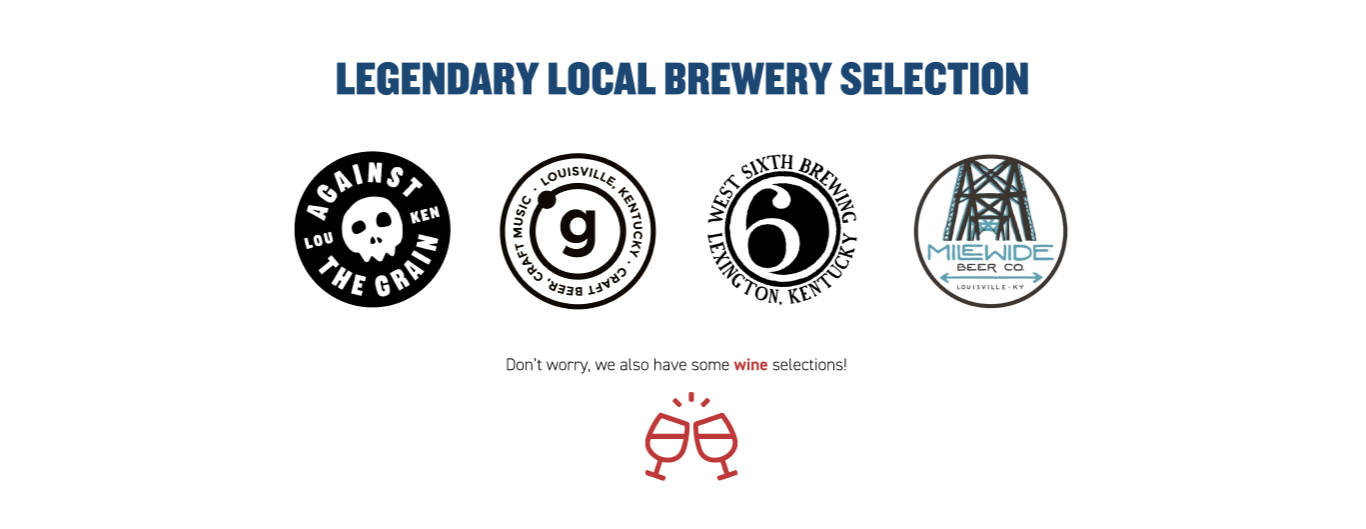 LEGENDARY LOCAL BREWERY SELECTION
AGAINST
LOU
KEN
THE GRAIN
LOUISVILLE, KENTUCKY · CRAFT BEER, CRAFT MUSIC ·
g
WEST SIXTH BREWING
6
LEXINGTON, KENTUCKY
MILEWIDE
BEER CO.
LOUISVILLE · KY
Don't worry, we also have some wine selections!